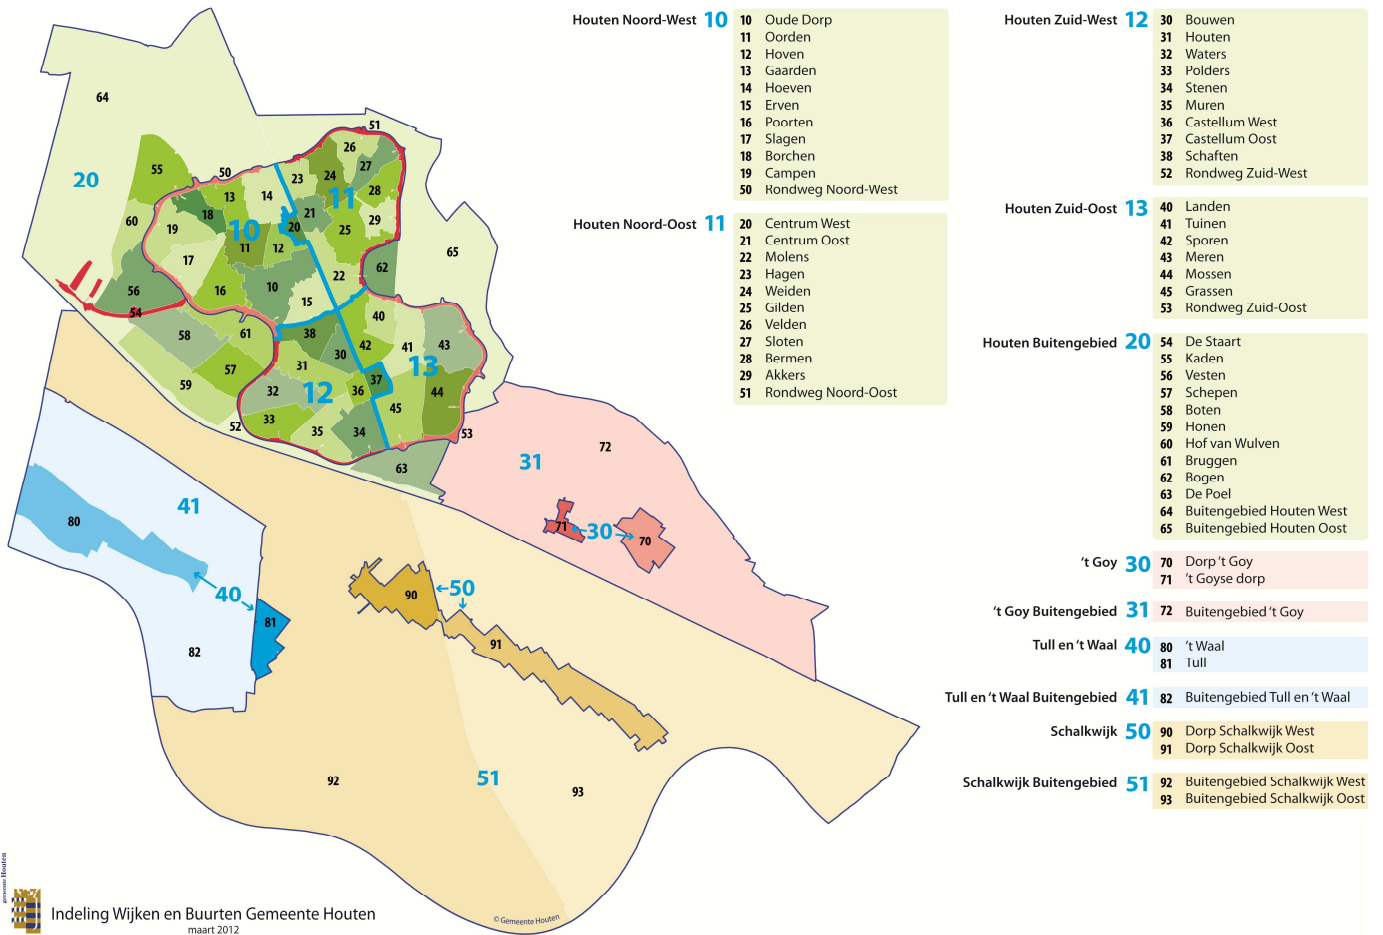 Houten Noord-West 10
10 Oude Dorp
11 Oorden
12 Hoven
13 Gaarden
14 Hoeven
15 Erven
16 Poorten
17 Slagen
18 Borchen
19 Campen
50 Rondweg Noord-West
Houten Noord-Oost 11
20 Centrum West
21 Centrum Oost
22 Molens
23 Hagen
24 Weiden
25 Gilden
26 Velden
27 Sloten
28 Bermen
29 Akkers
51 Rondweg Noord-Oost
Houten Zuid-West 12
30 Bouwen
31 Houten
32 Waters
33 Polders
34 Stenen
35 Muren
36 Castellum West
37 Castellum Oost
38 Schaften
52 Rondweg Zuid-West
Houten Zuid-Oost 13
40 Landen
41 Tuinen
42 Sporen
43 Meren
44 Mossen
45 Grassen
53 Rondweg Zuid-Oost
Houten Buitengebied 20
54 De Staart
55 Kaden
56 Vesten
57 Schepen
58 Boten
59 Honen
60 Hof van Wulven
61 Bruggen
62 Bogen
63 De Poel
64 Buitengebied Houten West
65 Buitengebied Houten Oost
‘t Goy 30
70 Dorp ‘t Goy
71 ‘t Goyse dorp
‘t Goy Buitengebied 31
72 Buitengebied ‘t Goy
Tull en ‘t Waal 40
80 ‘t Waal
81 Tull
Tull en ‘t Waal Buitengebied 41
82 Buitengebied Tull en ‘t Waal
Schalkwijk 50
90 Dorp Schalkwijk West
91 Dorp Schalkwijk Oost
Schalkwijk Buitengebied 51
92 Buitengebied Schalkwijk West
93 Buitengebied Schalkwijk Oost
64
51
26
27
55
50
23
24
20
13
14
11
28
18
21
60
29
19
10
20
25
11
12
65
17
62
22
56
10
16
15
54
40
58
61
38
42
41
43
30
31
13
57
37
59
32
12
36
44
45
33
52
35
34
53
72
63
31
41
80
71
30
70
40
50
90
81
91
82
92
51
93
gemeente Houten
Indeling Wijken en Buurten Gemeente Houten
maart 2012
© Gemeente Houten